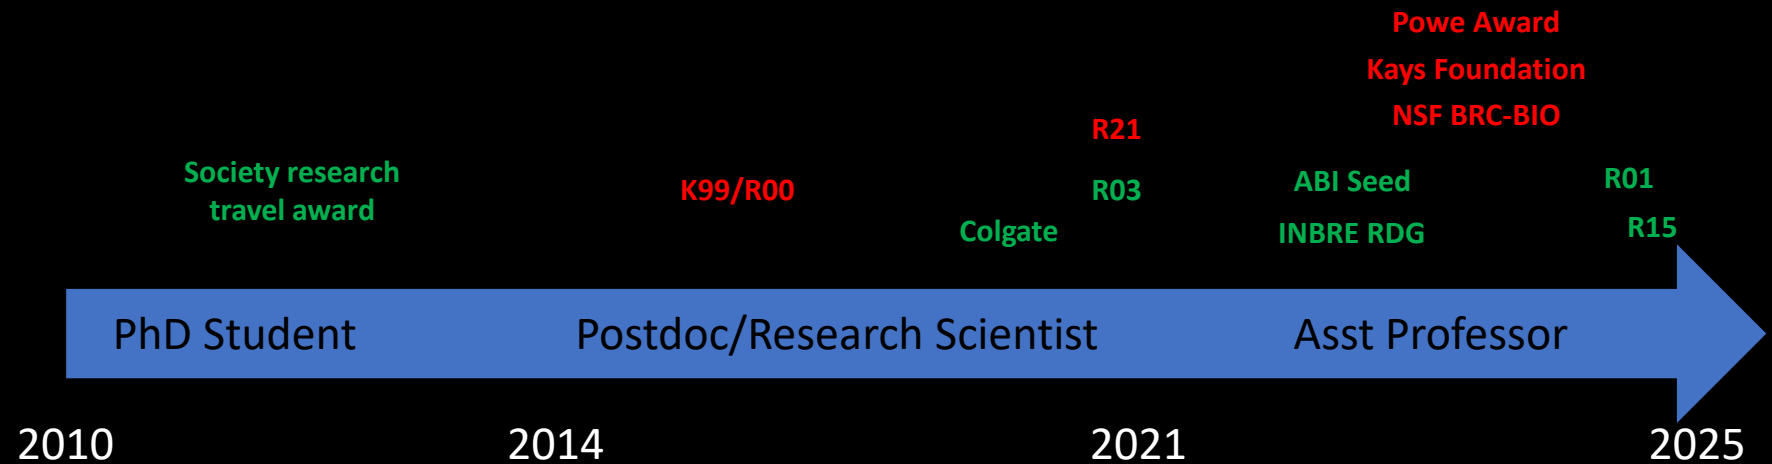 Powe Award
Kays Foundation
NSF BRC-BIO
R21
Society research
travel award
K99/R00
R03
ABI Seed
R01
Colgate
INBRE RDG
R15
PhD Student
Postdoc/Research Scientist
Asst Professor
2010
2014
2021
2025